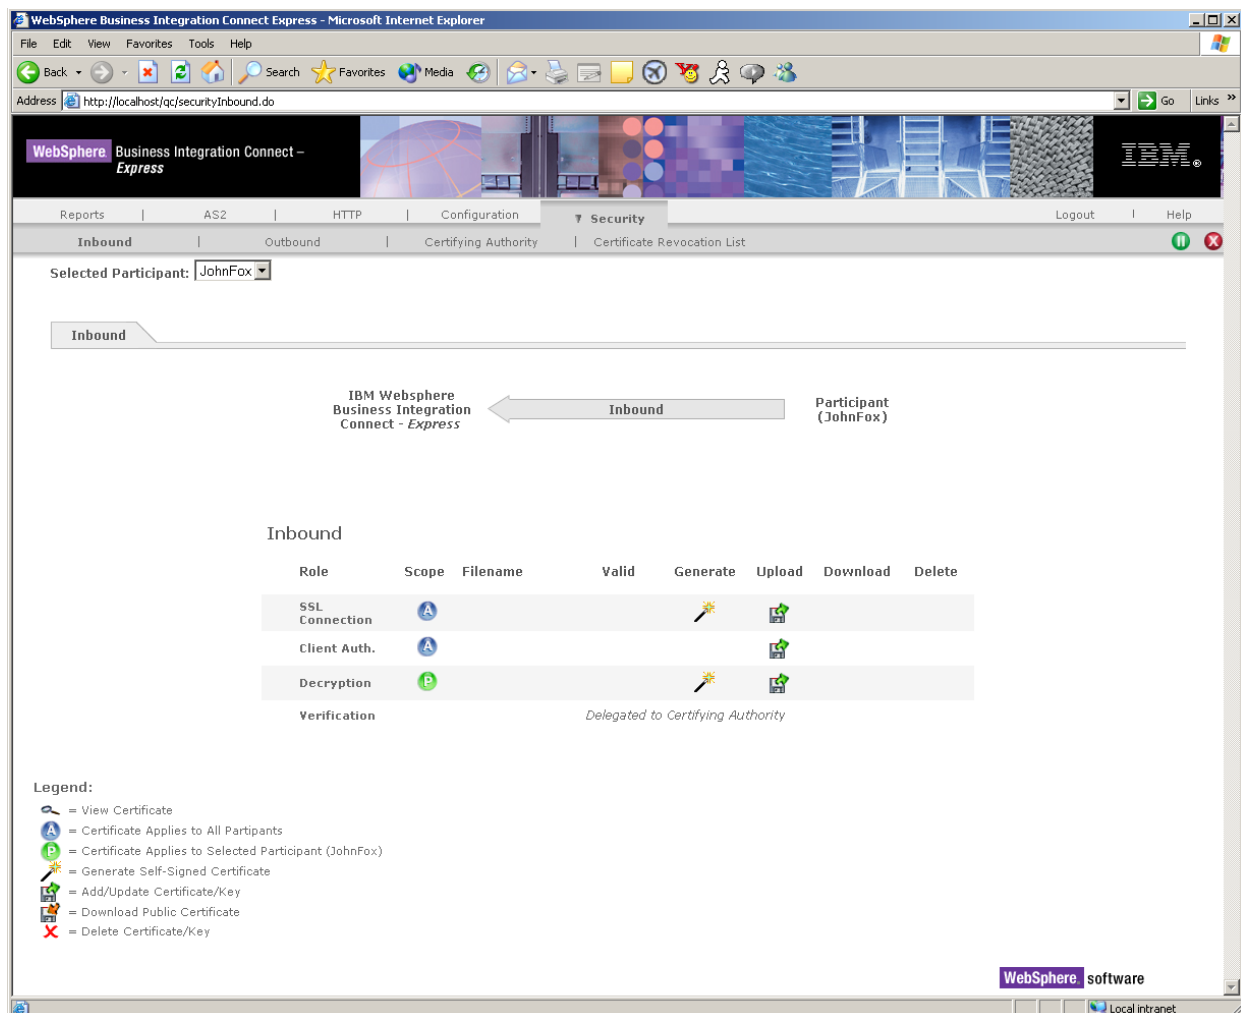 WebSphere Business Integration Connect Express - Microsoft Internet Explorer
File Edit View Favorites Tools Help
Back Search Favorites Media
Address http://localhost/qc/securityInbound.do Go Links »
WebSphere. Business Integration Connect –
Express
IBM®
Reports | AS2 | HTTP | Configuration ? Security Logout | Help
Inbound | Outbound | Certifying Authority | Certificate Revocation List
Selected Participant: JohnFox
Inbound
IBM Websphere
Business Integration
Connect - Express
Inbound
Participant
(JohnFox)
Inbound
Role Scope Filename Valid Generate Upload Download Delete
SSL
Connection A
Client Auth. A
Decryption P
Verification Delegated to Certifying Authority
Legend:
= View Certificate
A = Certificate Applies to All Partipants
P = Certificate Applies to Selected Participant (JohnFox)
= Generate Self-Signed Certificate
= Add/Update Certificate/Key
= Download Public Certificate
= Delete Certificate/Key
WebSphere. software
Local intranet